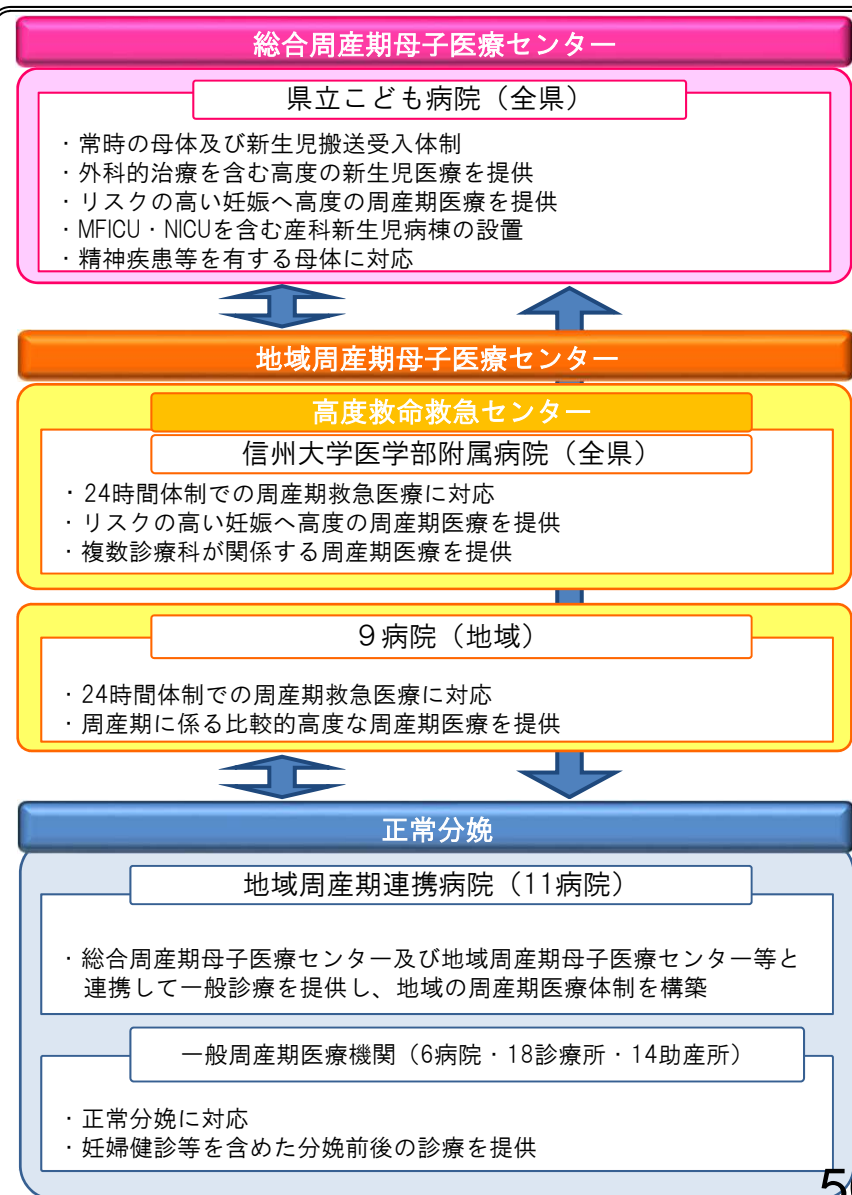 総合周産期母子医療センター
県立こども病院（全県）
・常時の母体及び新生児搬送受入体制
・外科的治療を含む高度の新生児医療を提供
・リスクの高い妊娠へ高度の周産期医療を提供
・MFICU・NICUを含む産科新生児病棟の設置
・精神疾患等を有する母体に対応
地域周産期母子医療センター
高度救命救急センター
信州大学医学部附属病院（全県）
・24時間体制での周産期救急医療に対応
・リスクの高い妊娠へ高度の周産期医療を提供
・複数診療科が関係する周産期医療を提供
９病院（地域）
・24時間体制での周産期救急医療に対応
・周産期に係る比較的高度な周産期医療を提供
正常分娩
地域周産期連携病院（11病院）
・総合周産期母子医療センター及び地域周産期母子医療センター等と
連携して一般診療を提供し、地域の周産期医療体制を構築
一般周産期医療機関（6病院・18診療所・14助産所）
・正常分娩に対応
・妊婦健診等を含めた分娩前後の診療を提供